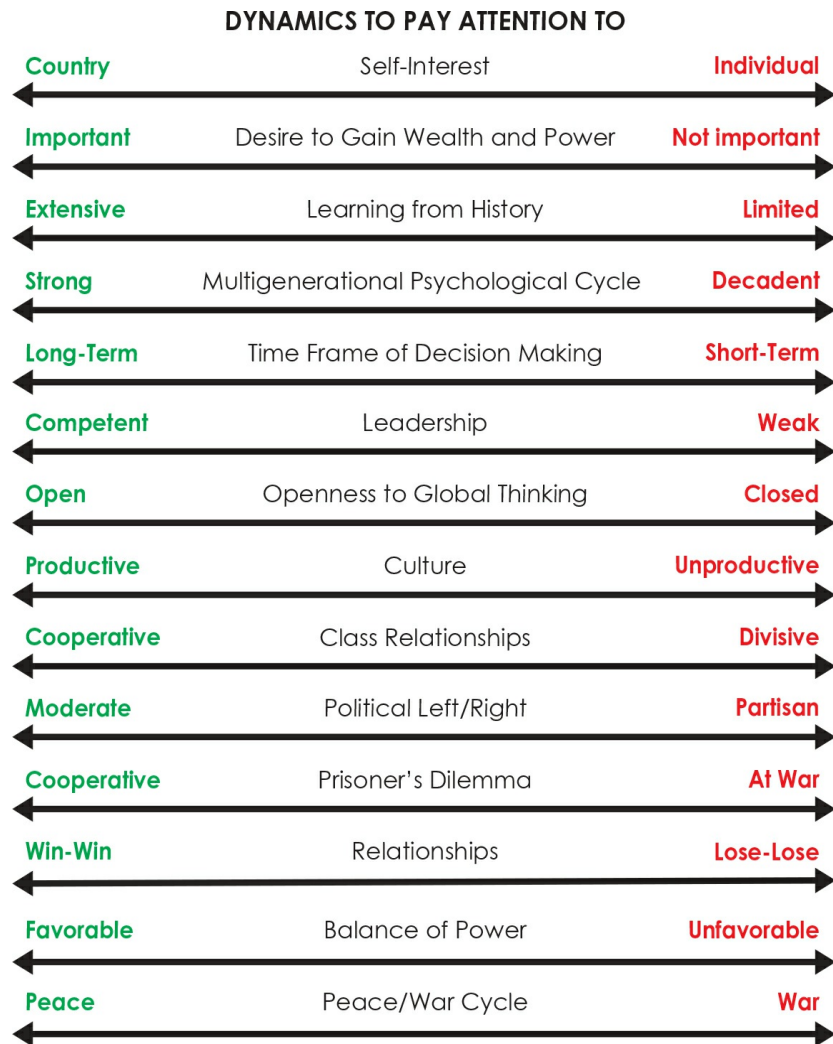 DYNAMICS TO PAY ATTENTION TO
Country Self-Interest Individual
Important Desire to Gain Wealth and Power Not important
Extensive Learning from History Limited
Strong Multigenerational Psychological Cycle Decadent
Long-Term Time Frame of Decision Making Short-Term
Competent Leadership Weak
Open Openness to Global Thinking Closed
Productive Culture Unproductive
Cooperative Class Relationships Divisive
Moderate Political Left/Right Partisan
Cooperative Prisoner’s Dilemma At War
Win-Win Relationships Lose-Lose
Favorable Balance of Power Unfavorable
Peace Peace/War Cycle War